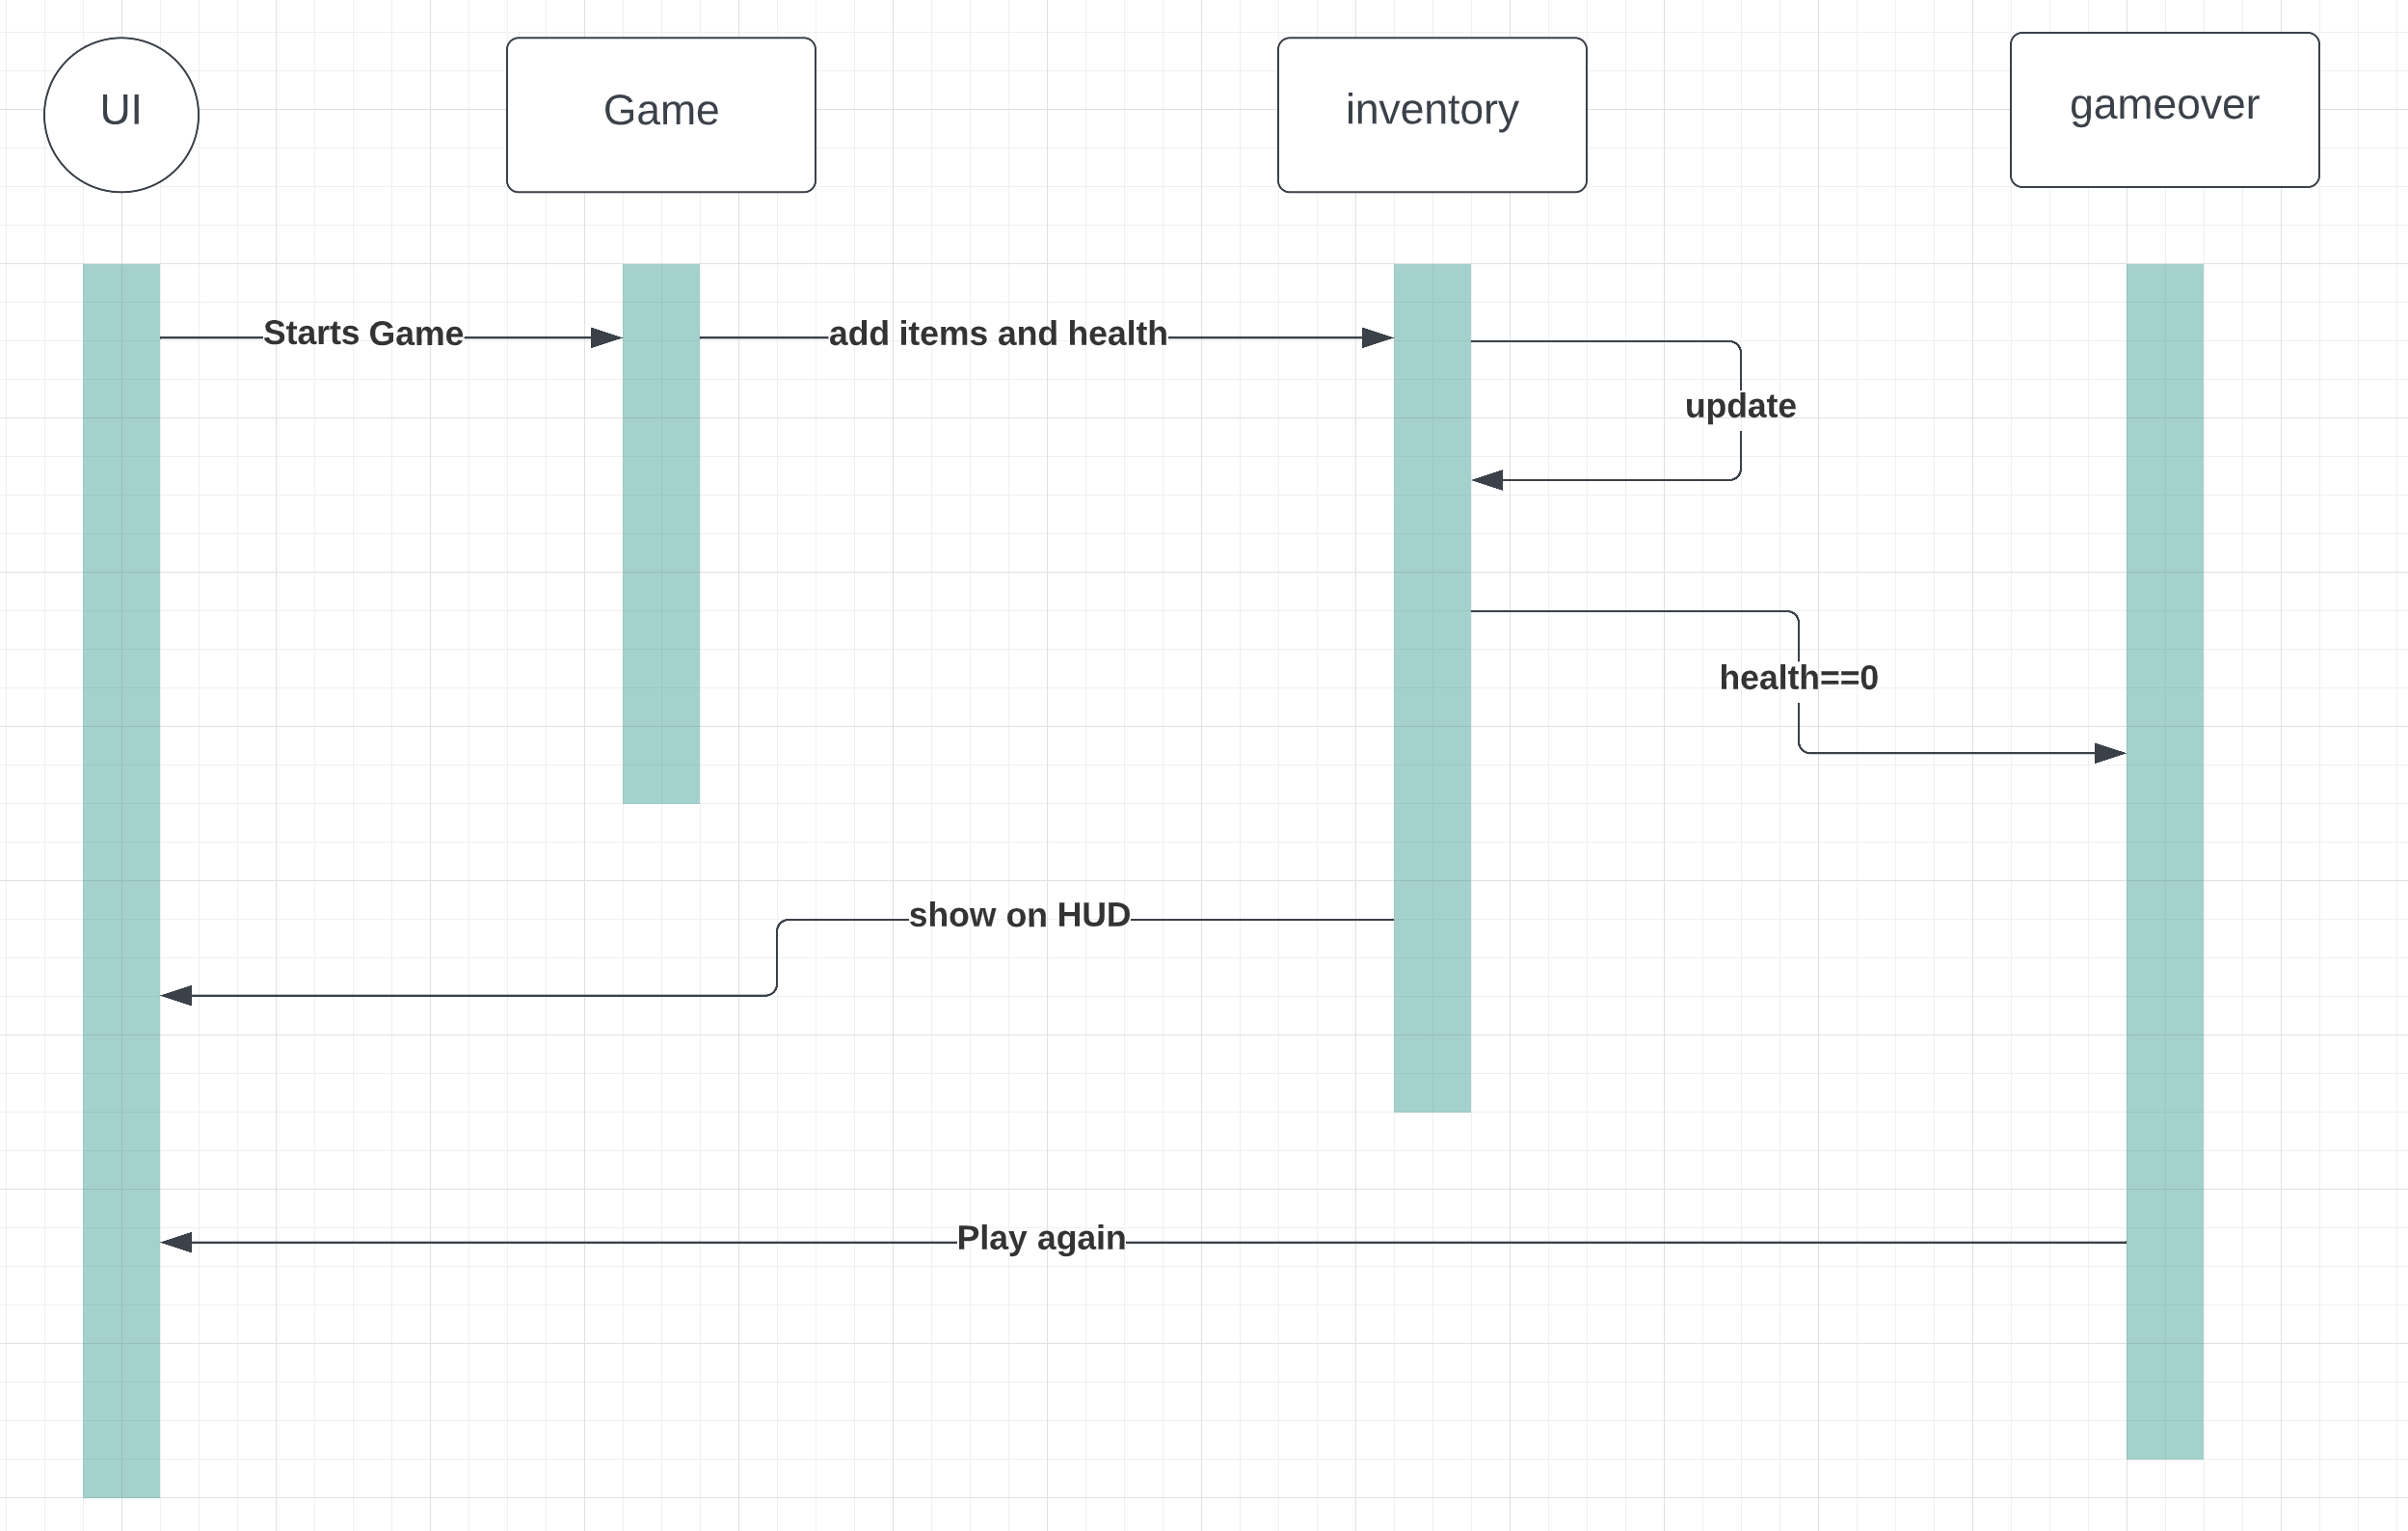 UI
Game
inventory
gameover
Starts Game
add items and health
update
health==0
show on HUD
Play again